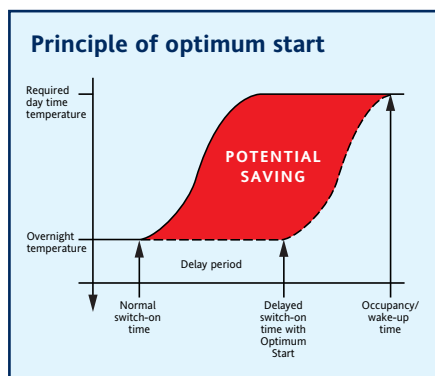 Principle of optimum start
Required
day time
temperature
POTENTIAL
SAVING
Overnight
temperature
Delay period
Normal
switch-on
time
Delayed
switch-on
time with
Optimum
Start
Occupancy/
wake-up
time